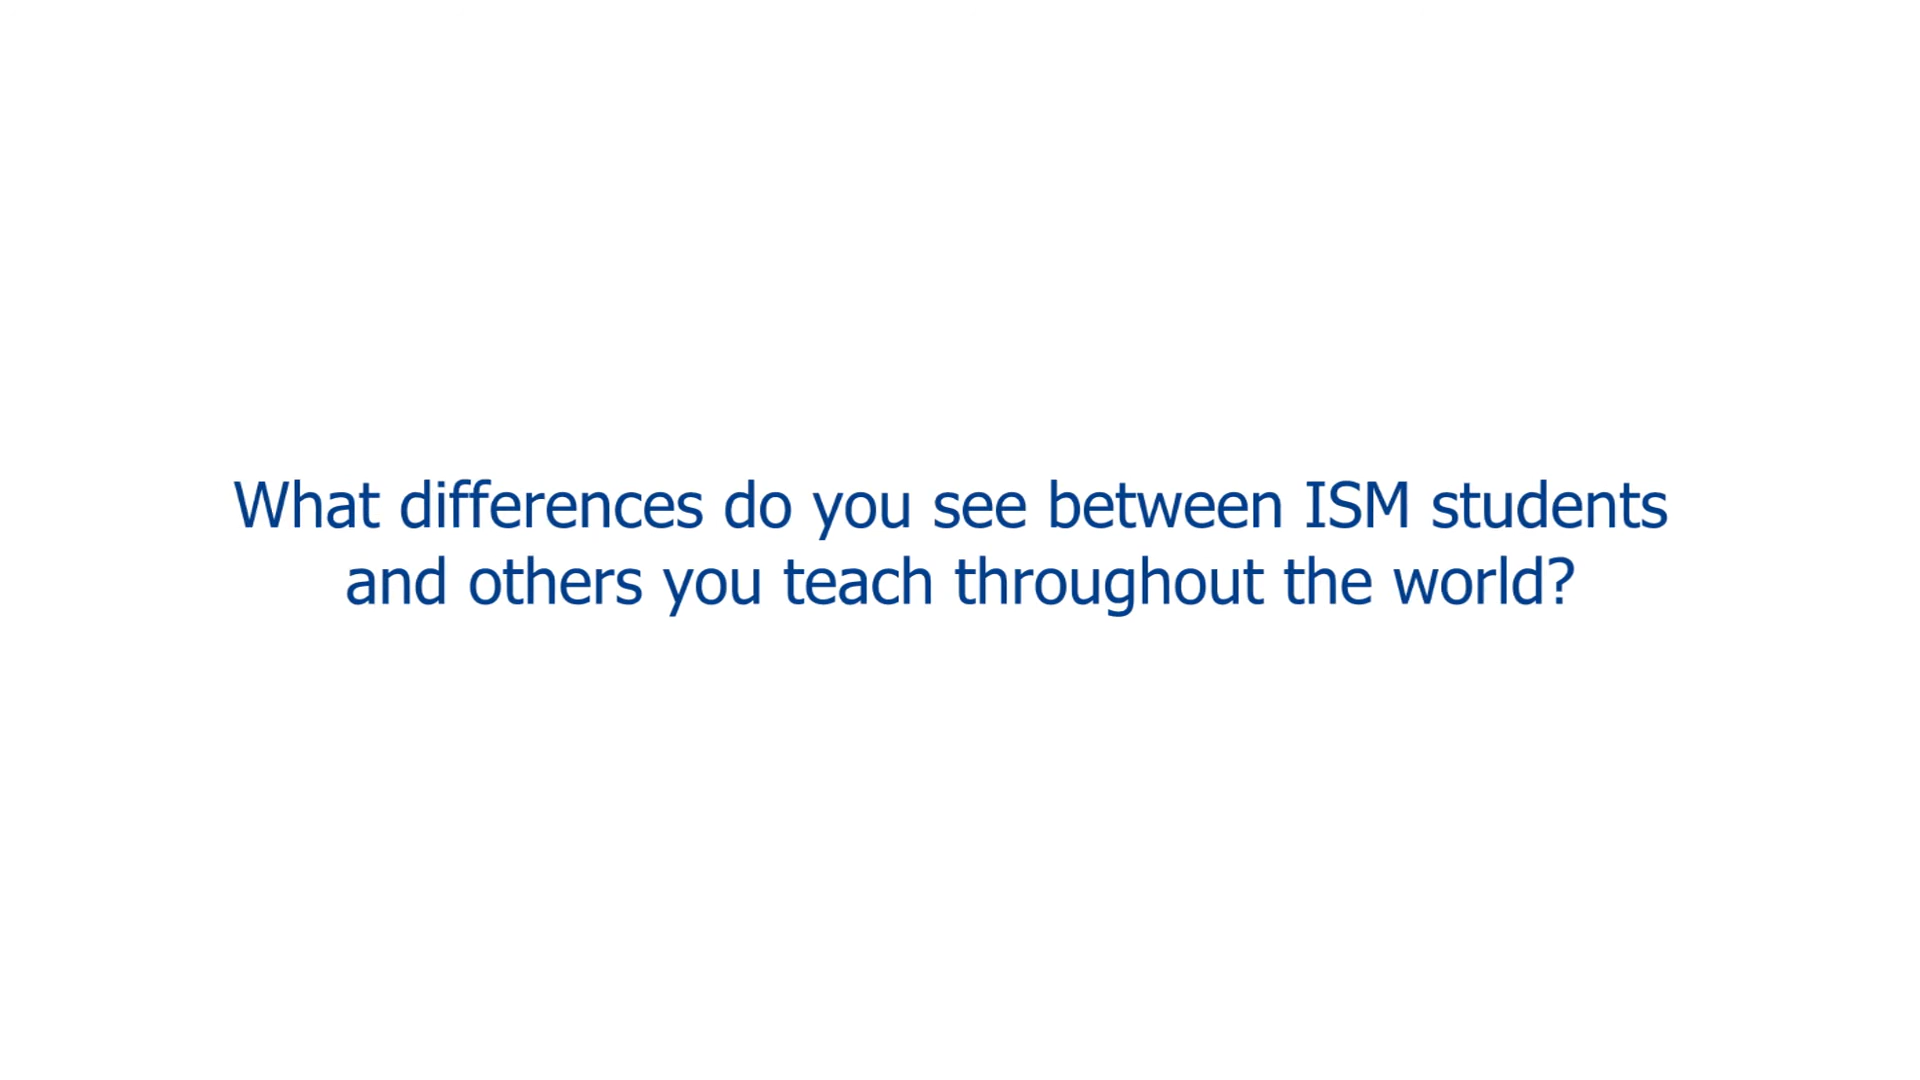 What differences do you see between ISM students
and others you teach throughout the world?